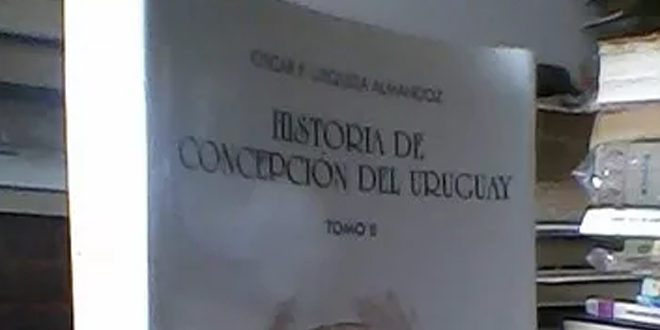 OSCAR F. URQUIZA ALMANDOZ
HISTORIA DE
CONCEPCIÓN DEL URUGUAY
TOMO II